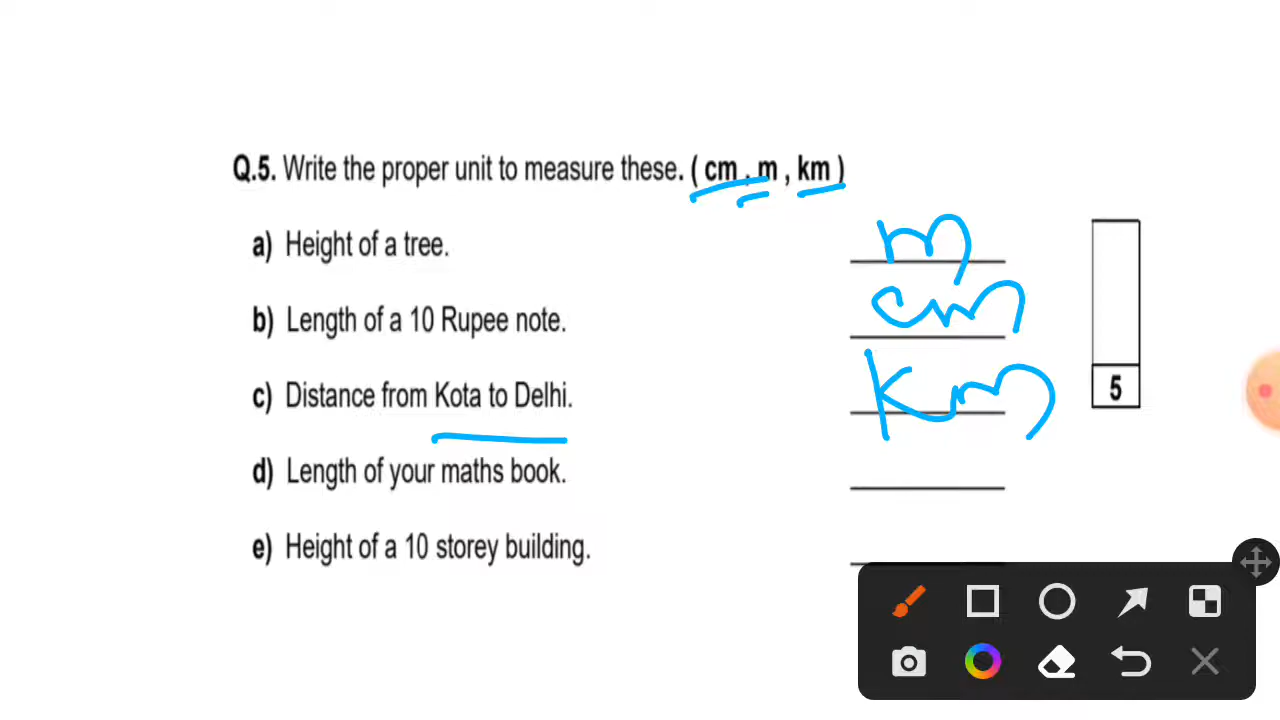 Q.5. Write the proper unit to measure these. ( cm , m , km )
a) Height of a tree. m
b) Length of a 10 Rupee note. cm
c) Distance from Kota to Delhi. Km
5
d) Length of your maths book.
e) Height of a 10 storey building.